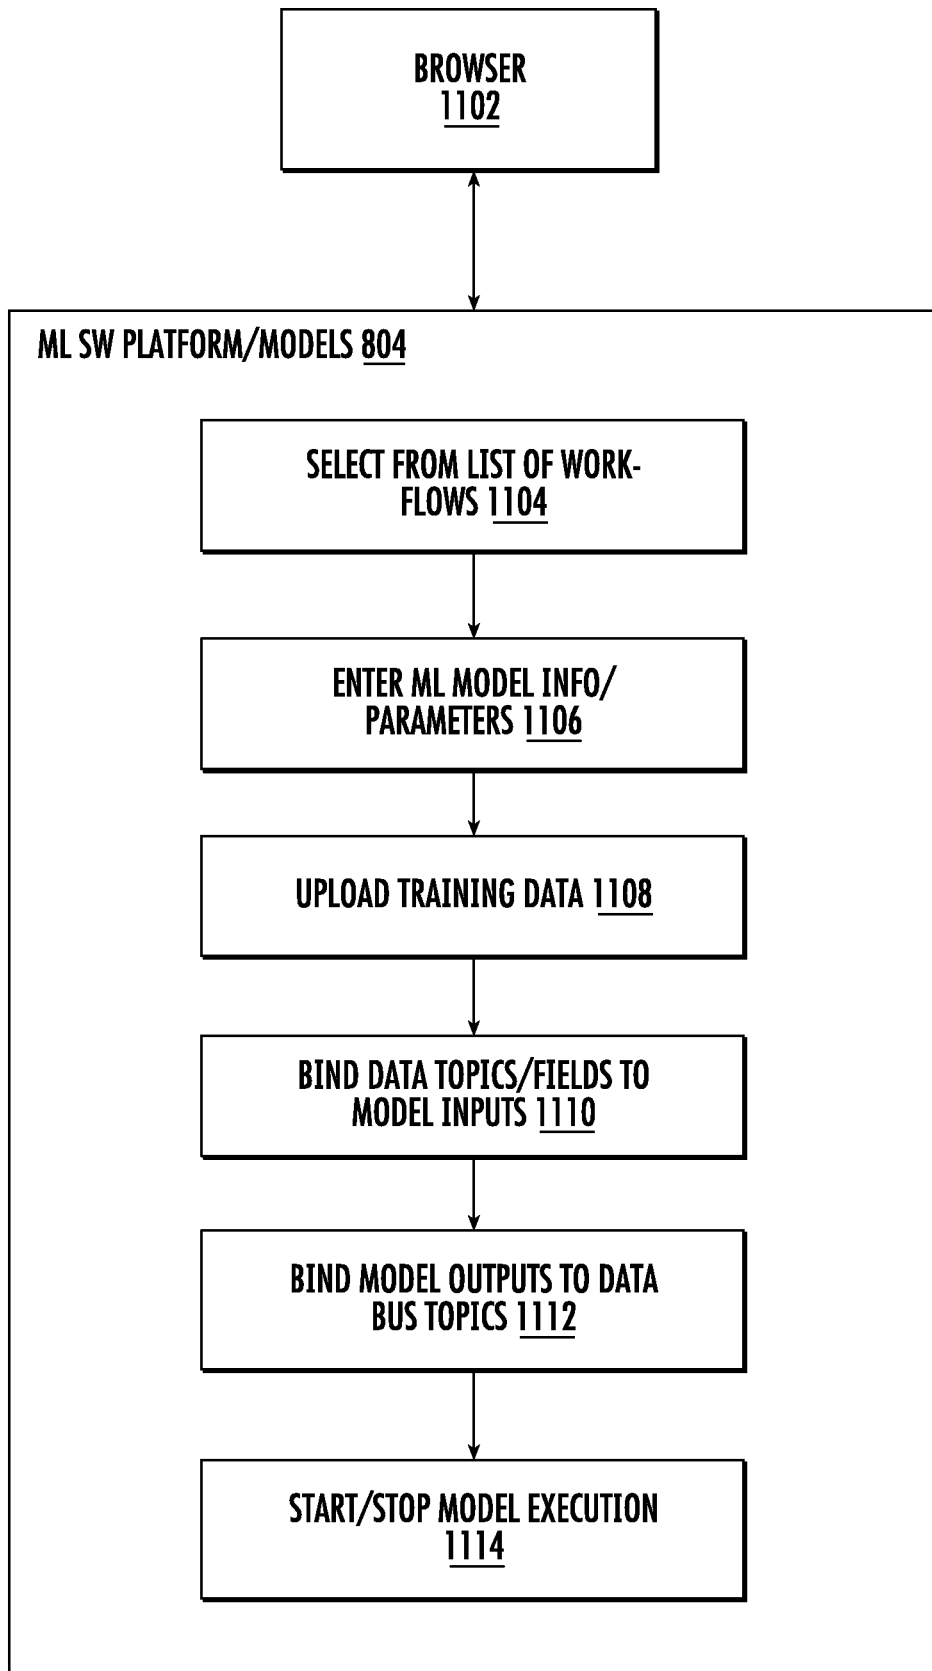 BROWSER
1102
ML SW PLATFORM/MODELS 804
SELECT FROM LIST OF WORK-
FLOWS 1104
ENTER ML MODEL INFO/
PARAMETERS 1106
UPLOAD TRAINING DATA 1108
BIND DATA TOPICS/FIELDS TO
MODEL INPUTS 1110
BIND MODEL OUTPUTS TO DATA
BUS TOPICS 1112
START/STOP MODEL EXECUTION
1114